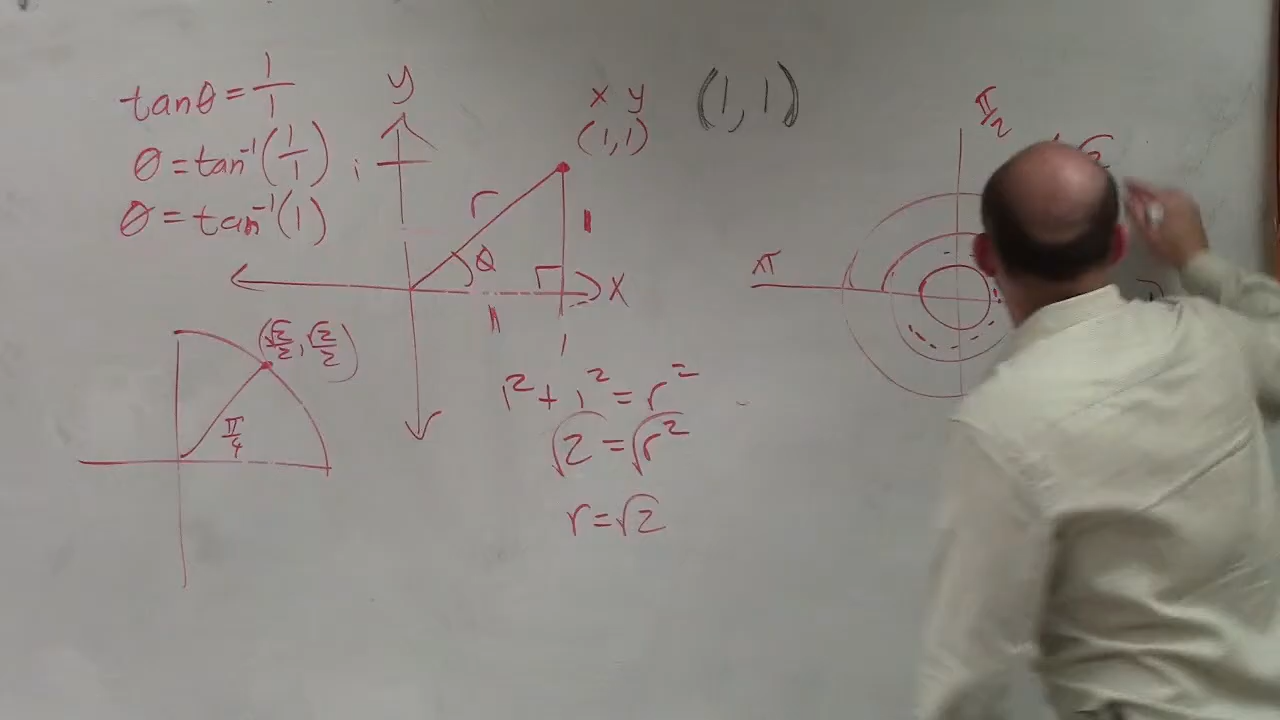 tanθ = 1/1
θ = tan⁻¹(1/1)
θ = tan⁻¹(1)
y
1
r
θ
x y
(1,1)
1
1
x
1
(1,1)
(√2/2, √2/2)
π/4
1² + 1² = r²
√2 = √r²
r = √2
π/2
π